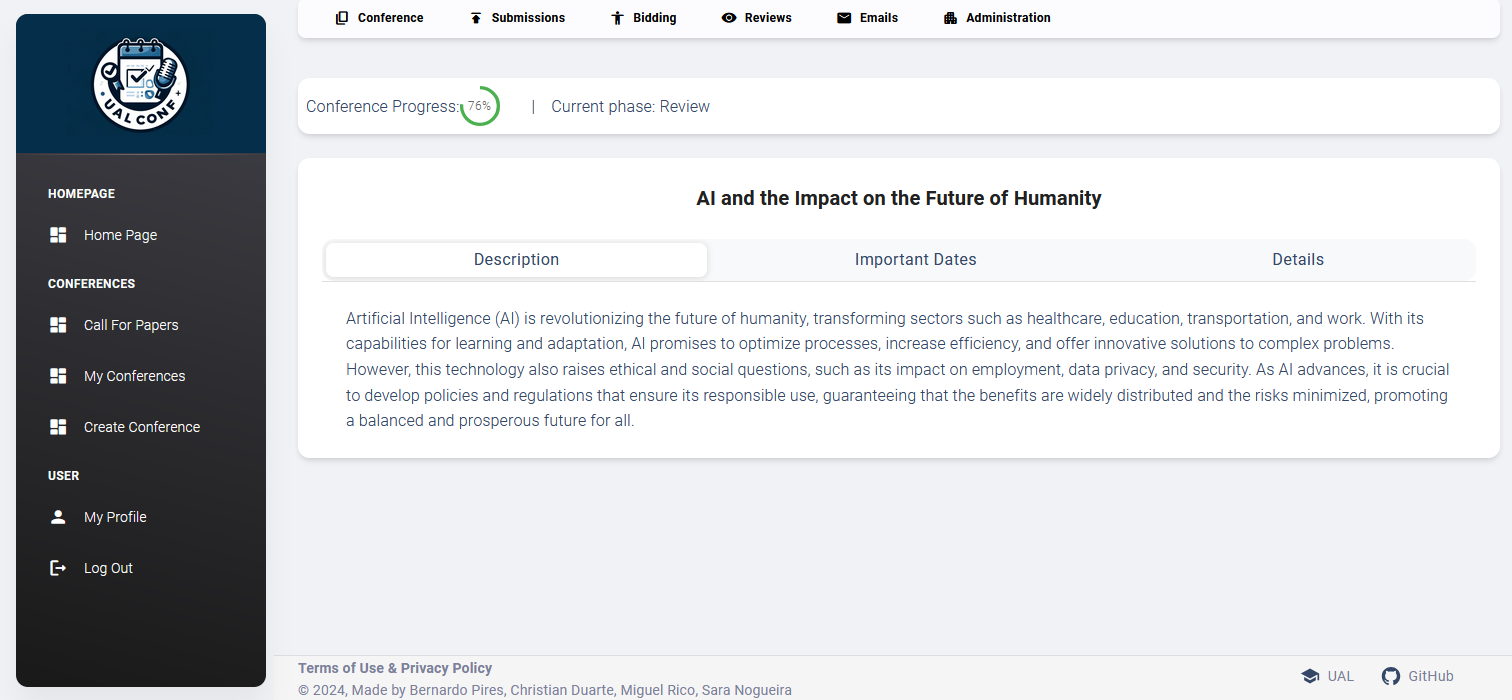 UAL CONF
HOMEPAGE
Home Page
CONFERENCES
Call For Papers
My Conferences
Create Conference
USER
My Profile
Log Out
Conference Submissions Bidding Reviews Emails Administration
Conference Progress: 76% | Current phase: Review
AI and the Impact on the Future of Humanity
Description Important Dates Details
Artificial Intelligence (AI) is revolutionizing the future of humanity, transforming sectors such as healthcare, education, transportation, and work. With its
capabilities for learning and adaptation, AI promises to optimize processes, increase efficiency, and offer innovative solutions to complex problems.
However, this technology also raises ethical and social questions, such as its impact on employment, data privacy, and security. As AI advances, it is crucial
to develop policies and regulations that ensure its responsible use, guaranteeing that the benefits are widely distributed and the risks minimized, promoting
a balanced and prosperous future for all.
Terms of Use & Privacy Policy
© 2024, Made by Bernardo Pires, Christian Duarte, Miguel Rico, Sara Nogueira
UAL GitHub